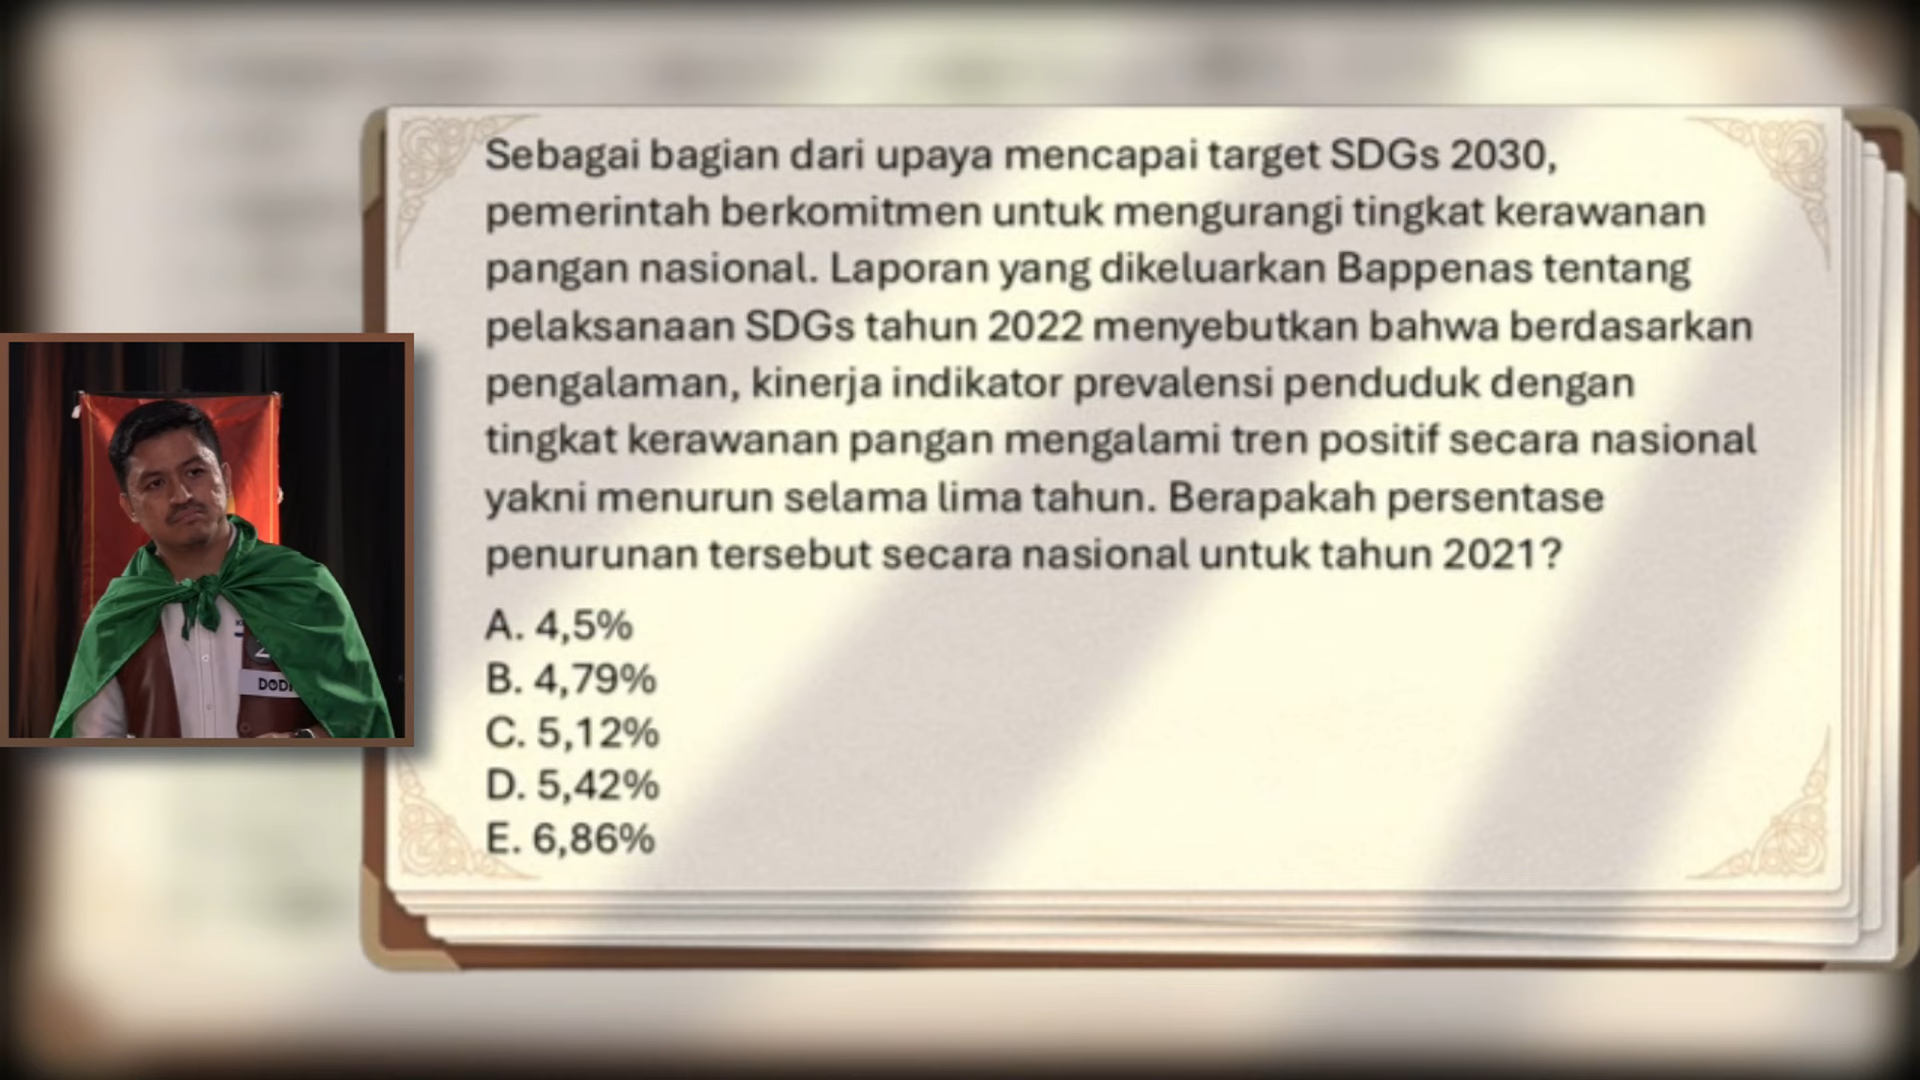 Sebagai bagian dari upaya mencapai target SDGs 2030,
pemerintah berkomitmen untuk mengurangi tingkat kerawanan
pangan nasional. Laporan yang dikeluarkan Bappenas tentang
pelaksanaan SDGs tahun 2022 menyebutkan bahwa berdasarkan
pengalaman, kinerja indikator prevalensi penduduk dengan
tingkat kerawanan pangan mengalami tren positif secara nasional
yakni menurun selama lima tahun. Berapakah persentase
penurunan tersebut secara nasional untuk tahun 2021?
A. 4,5%
B. 4,79%
C. 5,12%
D. 5,42%
E. 6,86%